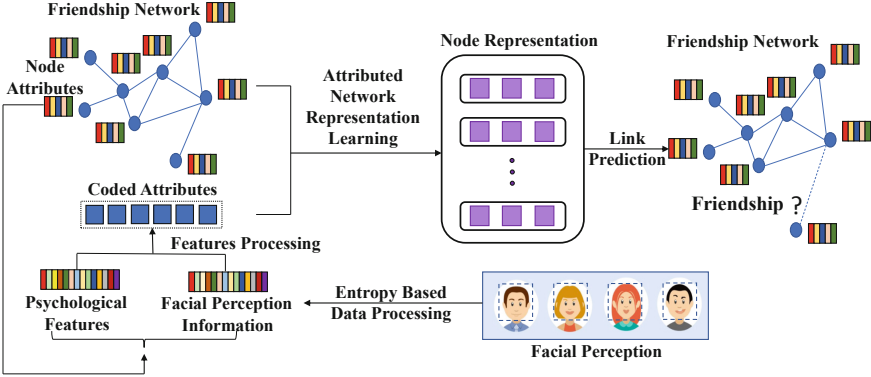 Friendship Network
Node
Attributes
Coded Attributes
Features Processing
Psychological
Features
Facial Perception
Information
Attributed
Network
Representation
Learning
Node Representation
Entropy Based
Data Processing
Facial Perception
Link
Prediction
Friendship Network
Friendship ?